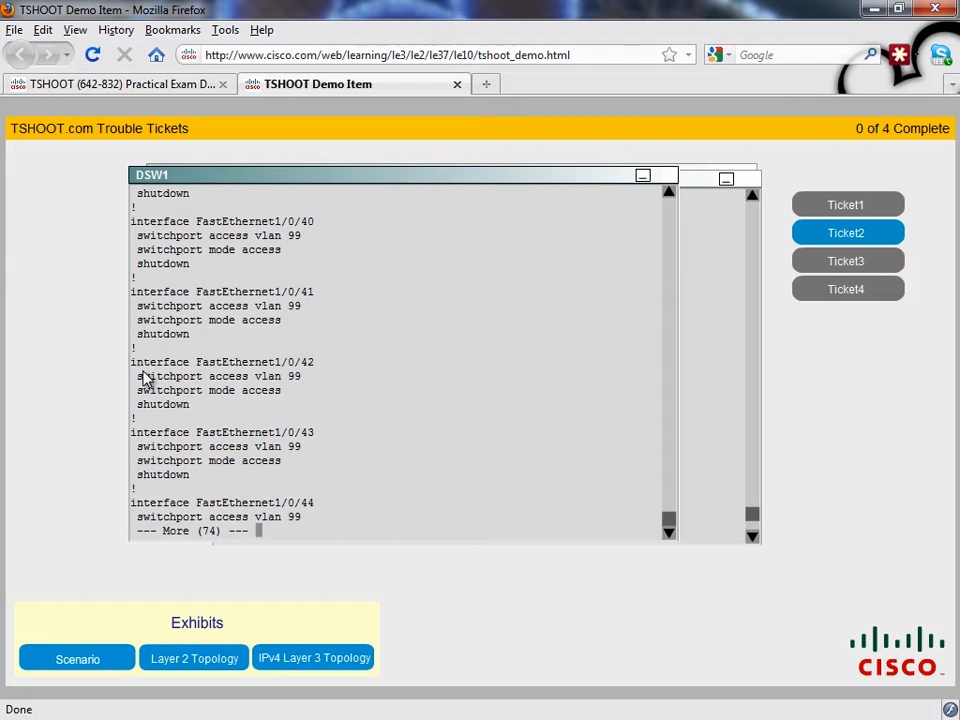 TSHOOT Demo Item - Mozilla Firefox
File Edit View History Bookmarks Tools Help
http://www.cisco.com/web/learning/le3/le2/le37/le10/tshoot_demo.html
Google
TSHOOT (642-832) Practical Exam D...
TSHOOT Demo Item
TSHOOT.com Trouble Tickets
0 of 4 Complete
DSW1
shutdown
!
interface FastEthernet1/0/40
switchport access vlan 99
switchport mode access
shutdown
!
interface FastEthernet1/0/41
switchport access vlan 99
switchport mode access
shutdown
!
interface FastEthernet1/0/42
switchport access vlan 99
switchport mode access
shutdown
!
interface FastEthernet1/0/43
switchport access vlan 99
switchport mode access
shutdown
!
interface FastEthernet1/0/44
switchport access vlan 99
--- More (74) ---
Ticket1
Ticket2
Ticket3
Ticket4
Exhibits
Scenario
Layer 2 Topology
IPv4 Layer 3 Topology
CISCO
Done